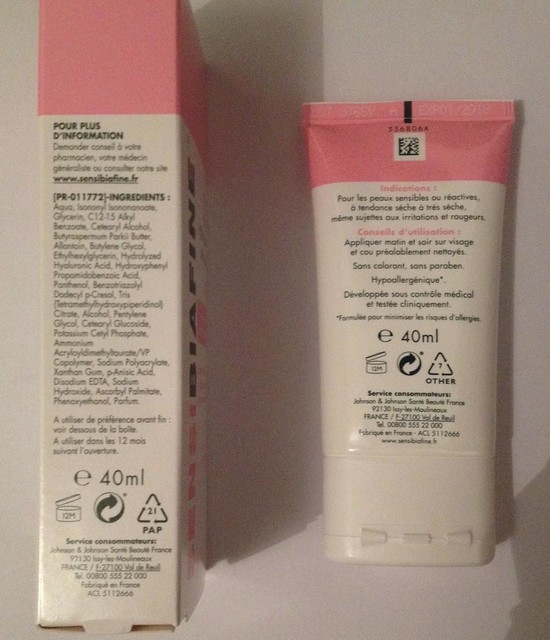 POUR PLUS
D'INFORMATION
Demander conseil à votre
pharmacien, votre médecin
généraliste ou consulter notre site
www.sensibiafine.fr
[PR-011772]-INGREDIENTS :
Aqua, Isononyl Isononanoate,
Glycerin, C12-15 Alkyl
Benzoate, Cetearyl Alcohol,
Butyrospermum Parkii Butter,
Allantoin, Butylene Glycol,
Ethylhexylglycerin, Hydrolyzed
Hyaluronic Acid, Hydroxyphenyl
Propamidobenzoic Acid,
Panthenol, Benzotriazolyl
Dodecyl p-Cresol, Tris
(Tetramethylhydroxypiperidinol)
Citrate, Alcohol, Pentylene
Glycol, Cetearyl Glucoside,
Potassium Cetyl Phosphate,
Ammonium
Acryloyldimethyltaurate/VP
Copolymer, Sodium Polyacrylate,
Xanthan Gum, p-Anisic Acid,
Disodium EDTA, Sodium
Hydroxide, Ascorbyl Palmitate,
Phenoxyethanol, Parfum.
A utiliser de préférence avant fin :
voir dessous de la boîte.
A utiliser dans les 12 mois
suivant l'ouverture.
e 40ml
12M
21
PAP
Service consommateurs:
Johnson & Johnson Santé Beauté France
92130 Issy-les-Moulineaux
FRANCE / F-27100 Val de Reuil
Tel. 00800 555 22 000
Fabriqué en France
ACL 5112666
SENSIBIAFINE
336806A
Indications :
Pour les peaux sensibles ou réactives,
à tendance sèche à très sèche,
même sujettes aux irritations et rougeurs.
Conseils d'utilisation :
Appliquer matin et soir sur visage
et cou préalablement nettoyés.
Sans colorant, sans paraben.
Hypoallergénique*.
Développée sous contrôle médical
et testée cliniquement.
*Formulée pour minimiser les risques d'allergies.
e 40ml
12M
7
OTHER
Service consommateurs:
Johnson & Johnson Santé Beauté France
92130 Issy-les-Moulineaux
FRANCE / F-27100 Val de Reuil
Tel. 00800 555 22 000
Fabriqué en France - ACL 5112666
www.sensibiafine.fr